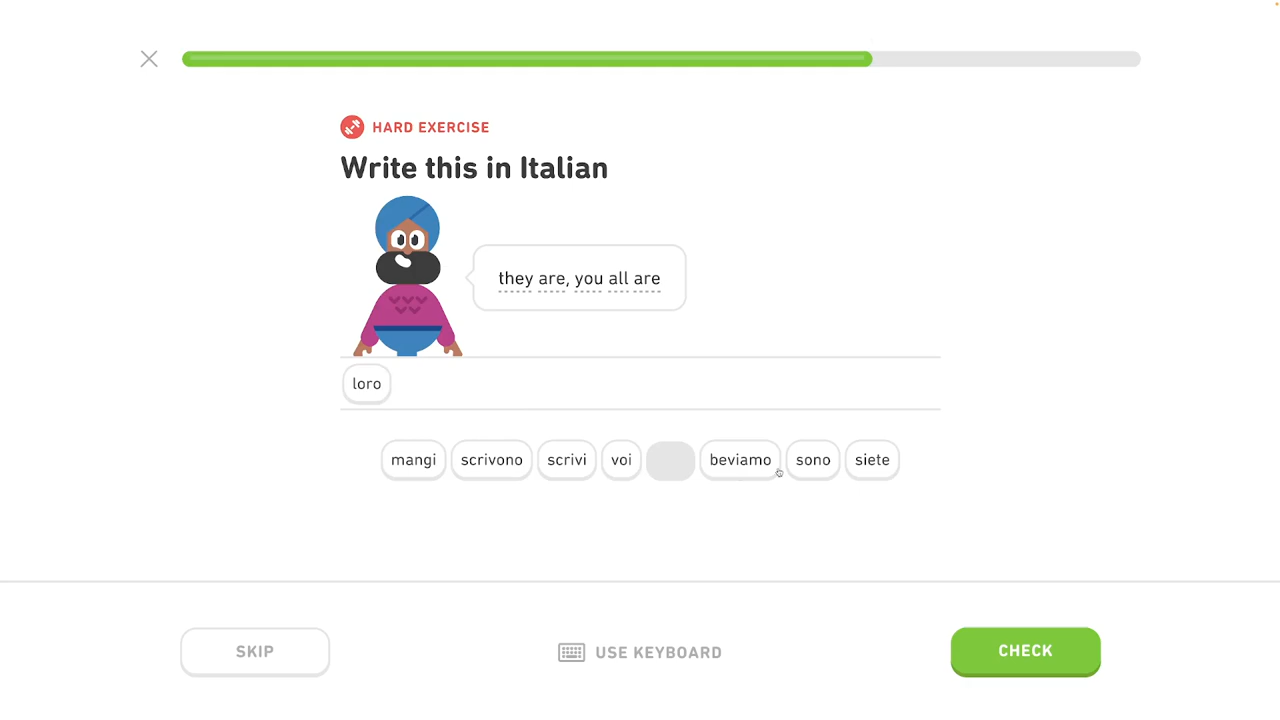 HARD EXERCISE
Write this in Italian
they are, you all are
loro
mangi scrivono scrivi voi beviamo sono siete
SKIP USE KEYBOARD CHECK